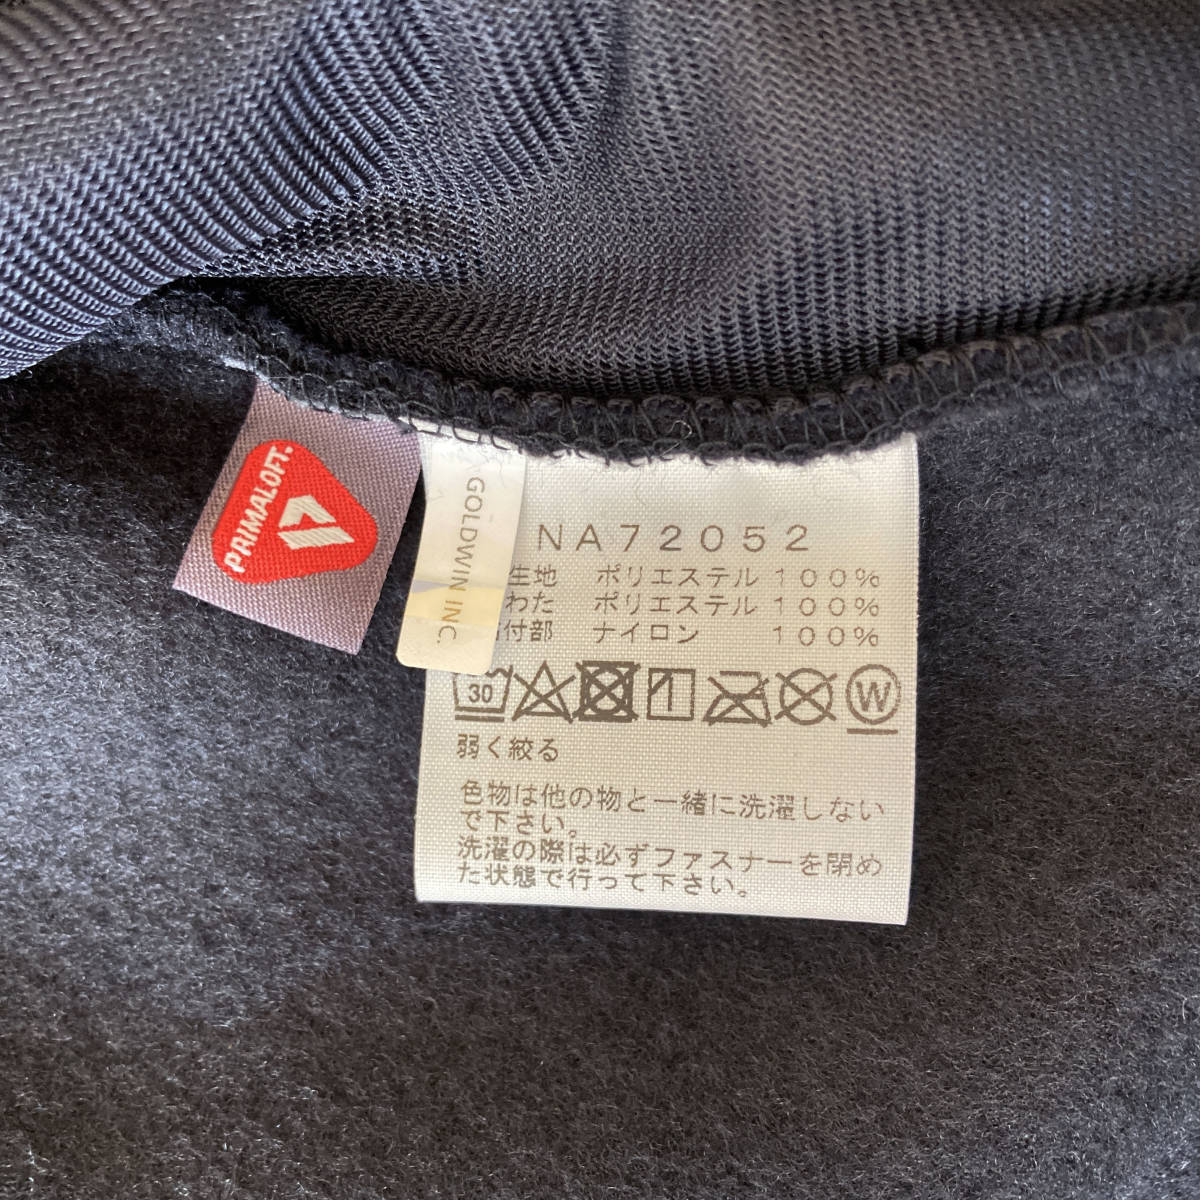 PRIMALOFT.
GOLDWIN INC.
NA72052
生地 ポリエステル 100%
わた ポリエステル 100%
付部 ナイロン 100%
30 W
弱く絞る
色物は他の物と一緒に洗濯しない
で下さい。
洗濯の際は必ずファスナーを閉め
た状態で行って下さい。